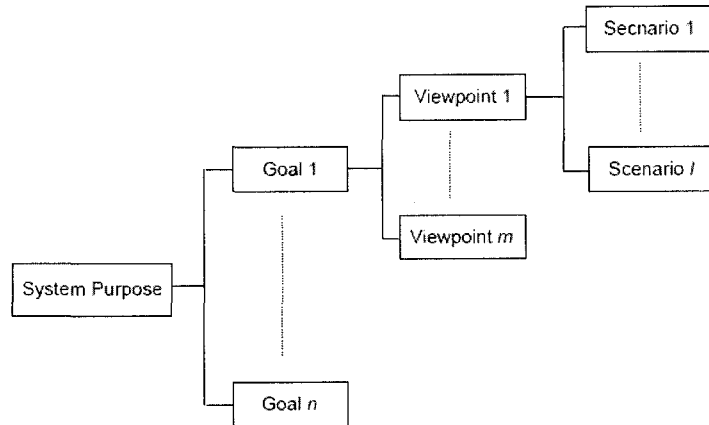 Secnario 1
Viewpoint 1
Goal 1
Scenario l
Viewpoint m
System Purpose
Goal n